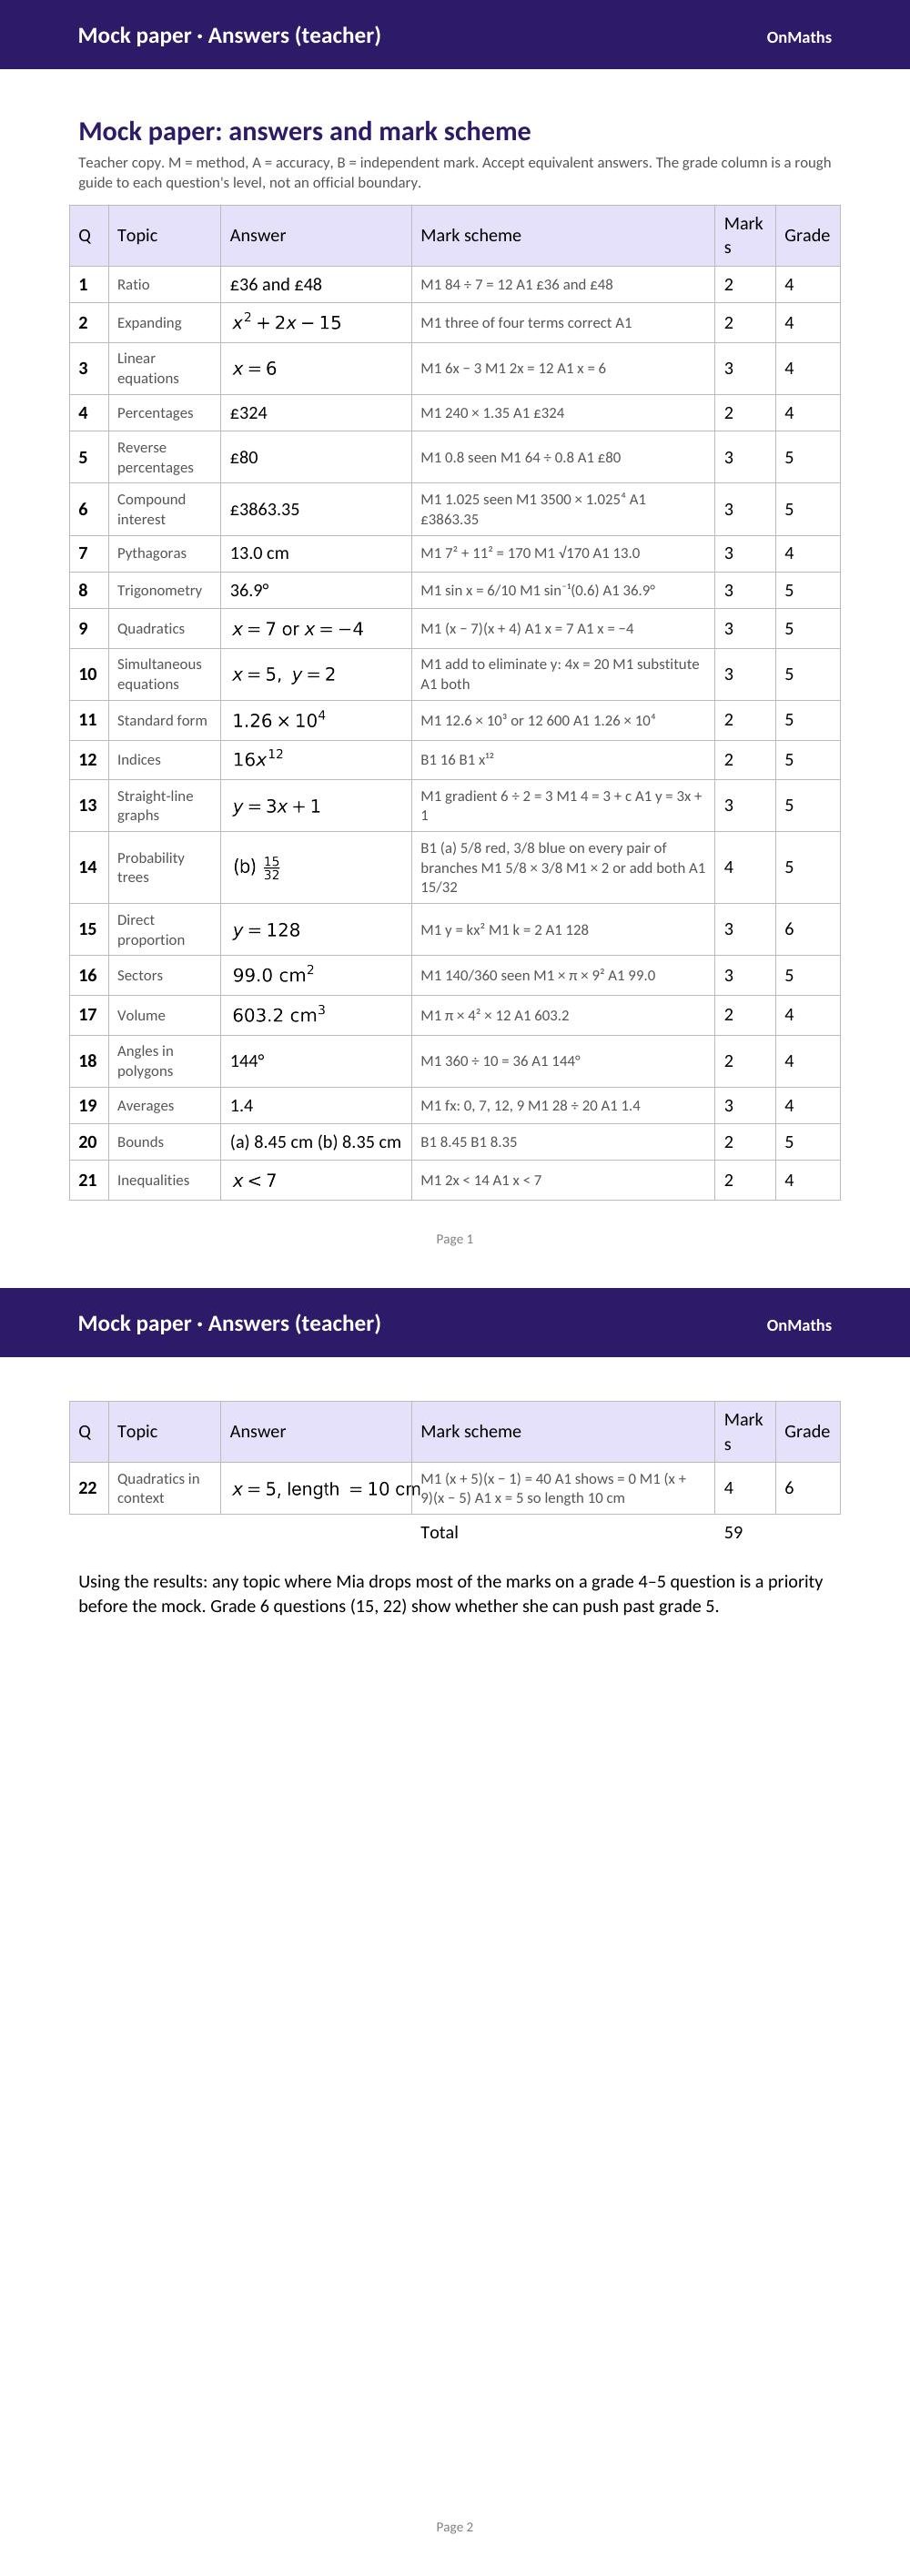 Mock paper · Answers (teacher) OnMaths
Mock paper: answers and mark scheme
Teacher copy. M = method, A = accuracy, B = independent mark. Accept equivalent answers. The grade column is a rough
guide to each question's level, not an official boundary.
Q Topic Answer Mark scheme Mark
s Grade
1 Ratio £36 and £48 M1 84 ÷ 7 = 12 A1 £36 and £48 2 4
2 Expanding x² + 2x − 15 M1 three of four terms correct A1 2 4
3 Linear
equations x = 6 M1 6x − 3 M1 2x = 12 A1 x = 6 3 4
4 Percentages £324 M1 240 × 1.35 A1 £324 2 4
5 Reverse
percentages £80 M1 0.8 seen M1 64 ÷ 0.8 A1 £80 3 5
6 Compound
interest £3863.35 M1 1.025 seen M1 3500 × 1.025⁴ A1
£3863.35 3 5
7 Pythagoras 13.0 cm M1 7² + 11² = 170 M1 √170 A1 13.0 3 4
8 Trigonometry 36.9° M1 sin x = 6/10 M1 sin⁻¹(0.6) A1 36.9° 3 5
9 Quadratics x = 7 or x = −4 M1 (x − 7)(x + 4) A1 x = 7 A1 x = −4 3 5
10 Simultaneous
equations x = 5, y = 2 M1 add to eliminate y: 4x = 20 M1 substitute
A1 both 3 5
11 Standard form 1.26 × 10⁴ M1 12.6 × 10³ or 12 600 A1 1.26 × 10⁴ 2 5
12 Indices 16x¹² B1 16 B1 x¹² 2 5
13 Straight-line
graphs y = 3x + 1 M1 gradient 6 ÷ 2 = 3 M1 4 = 3 + c A1 y = 3x +
1 3 5
14 Probability
trees (b) 15/32 B1 (a) 5/8 red, 3/8 blue on every pair of
branches M1 5/8 × 3/8 M1 × 2 or add both A1
15/32 4 5
15 Direct
proportion y = 128 M1 y = kx² M1 k = 2 A1 128 3 6
16 Sectors 99.0 cm² M1 140/360 seen M1 × π × 9² A1 99.0 3 5
17 Volume 603.2 cm³ M1 π × 4² × 12 A1 603.2 2 4
18 Angles in
polygons 144° M1 360 ÷ 10 = 36 A1 144° 2 4
19 Averages 1.4 M1 fx: 0, 7, 12, 9 M1 28 ÷ 20 A1 1.4 3 4
20 Bounds (a) 8.45 cm (b) 8.35 cm B1 8.45 B1 8.35 2 5
21 Inequalities x < 7 M1 2x < 14 A1 x < 7 2 4
Page 1
Mock paper · Answers (teacher) OnMaths
Q Topic Answer Mark scheme Mark
s Grade
22 Quadratics in
context x = 5, length = 10 cm M1 (x + 5)(x − 1) = 40 A1 shows = 0 M1 (x +
9)(x − 5) A1 x = 5 so length 10 cm 4 6
Total 59
Using the results: any topic where Mia drops most of the marks on a grade 4–5 question is a priority
before the mock. Grade 6 questions (15, 22) show whether she can push past grade 5.
Page 2